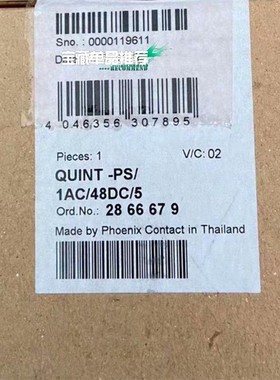 Sno. : 0000119611
RECOMMEND
4 046356 307895
Pieces: 1
V/C: 02
QUINT -PS/
1AC/48DC/5
Ord.No.: 28 66 67 9
Made by Phoenix Contact in Thailand